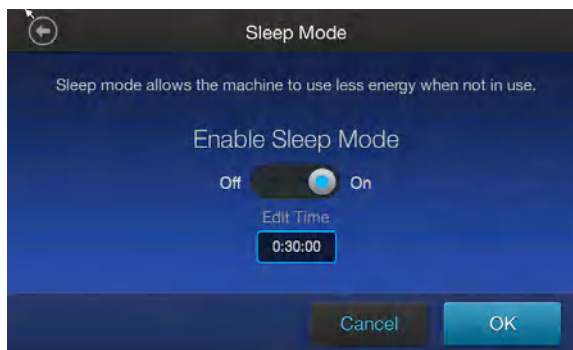 Sleep Mode
Sleep mode allows the machine to use less energy when not in use.
Enable Sleep Mode
Off On
Edit Time
0:30:00
Cancel OK